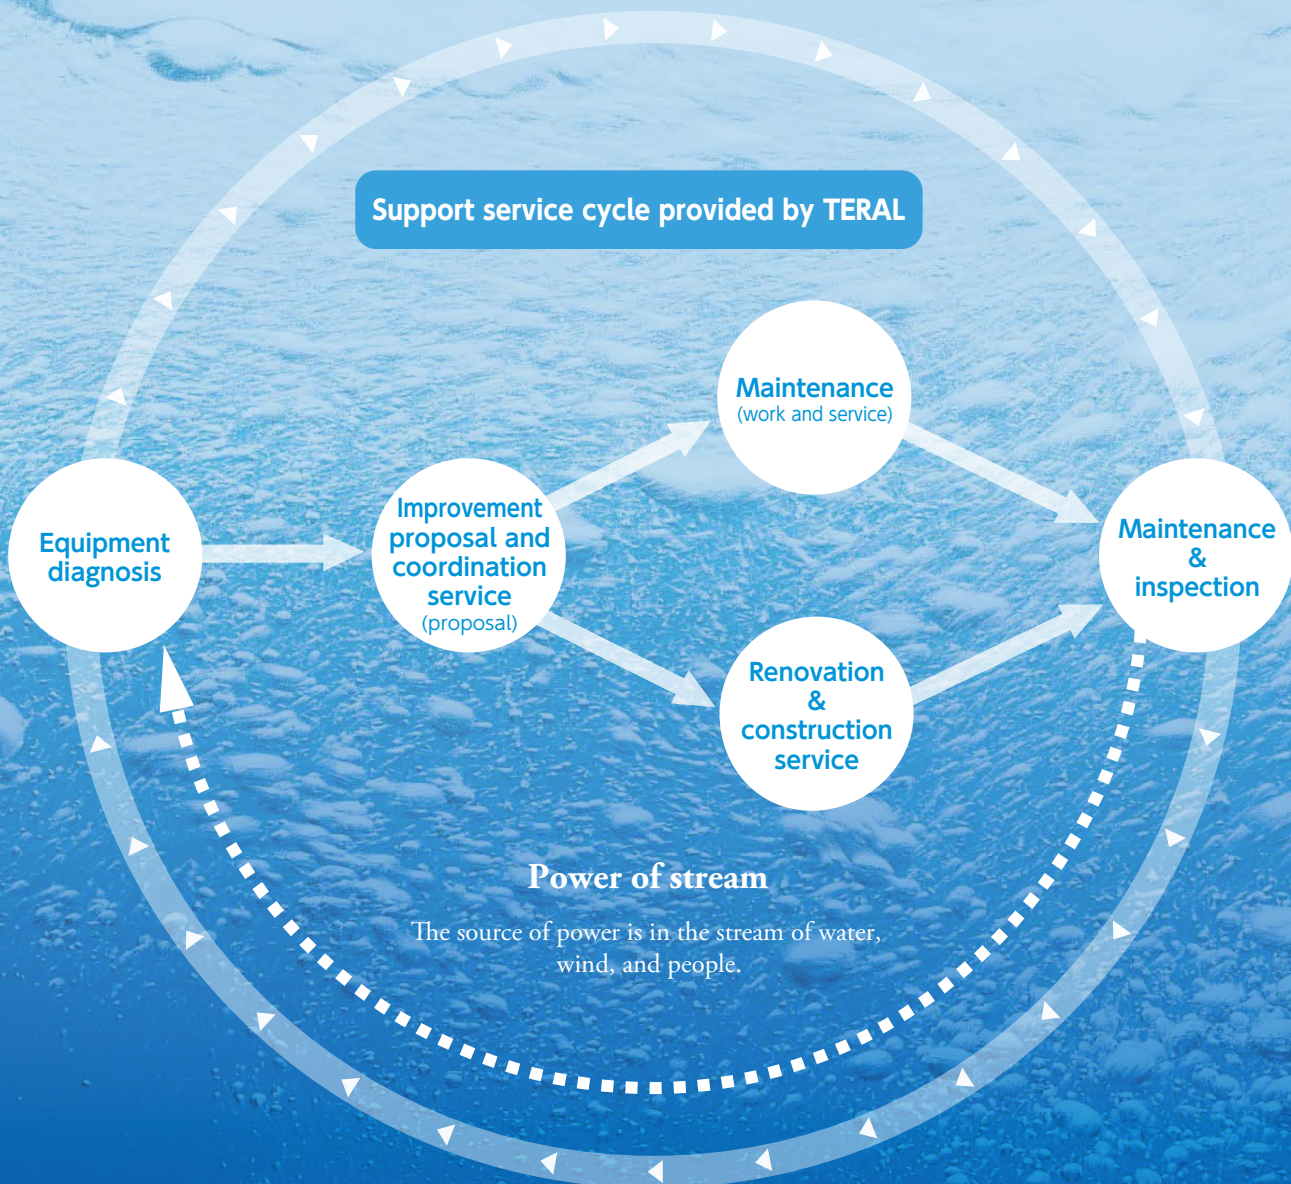 Support service cycle provided by TERAL
Maintenance
(work and service)
Equipment
diagnosis
Improvement
proposal and
coordination
service
(proposal)
Maintenance
&
inspection
Renovation
&
construction
service
Power of stream
The source of power is in the stream of water,
wind, and people.